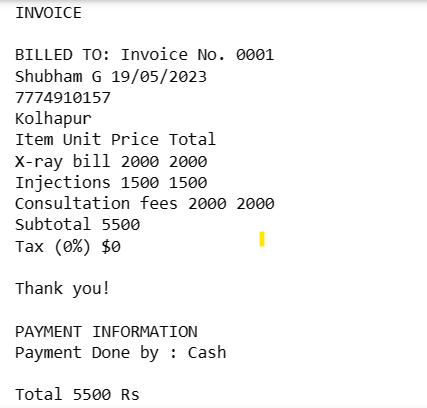 INVOICE
BILLED TO: Invoice No. 0001
Shubham G 19/05/2023
7774910157
Kolhapur
Item Unit Price Total
X-ray bill 2000 2000
Injections 1500 1500
Consultation fees 2000 2000
Subtotal 5500
Tax (0%) $0
Thank you!
PAYMENT INFORMATION
Payment Done by : Cash
Total 5500 Rs